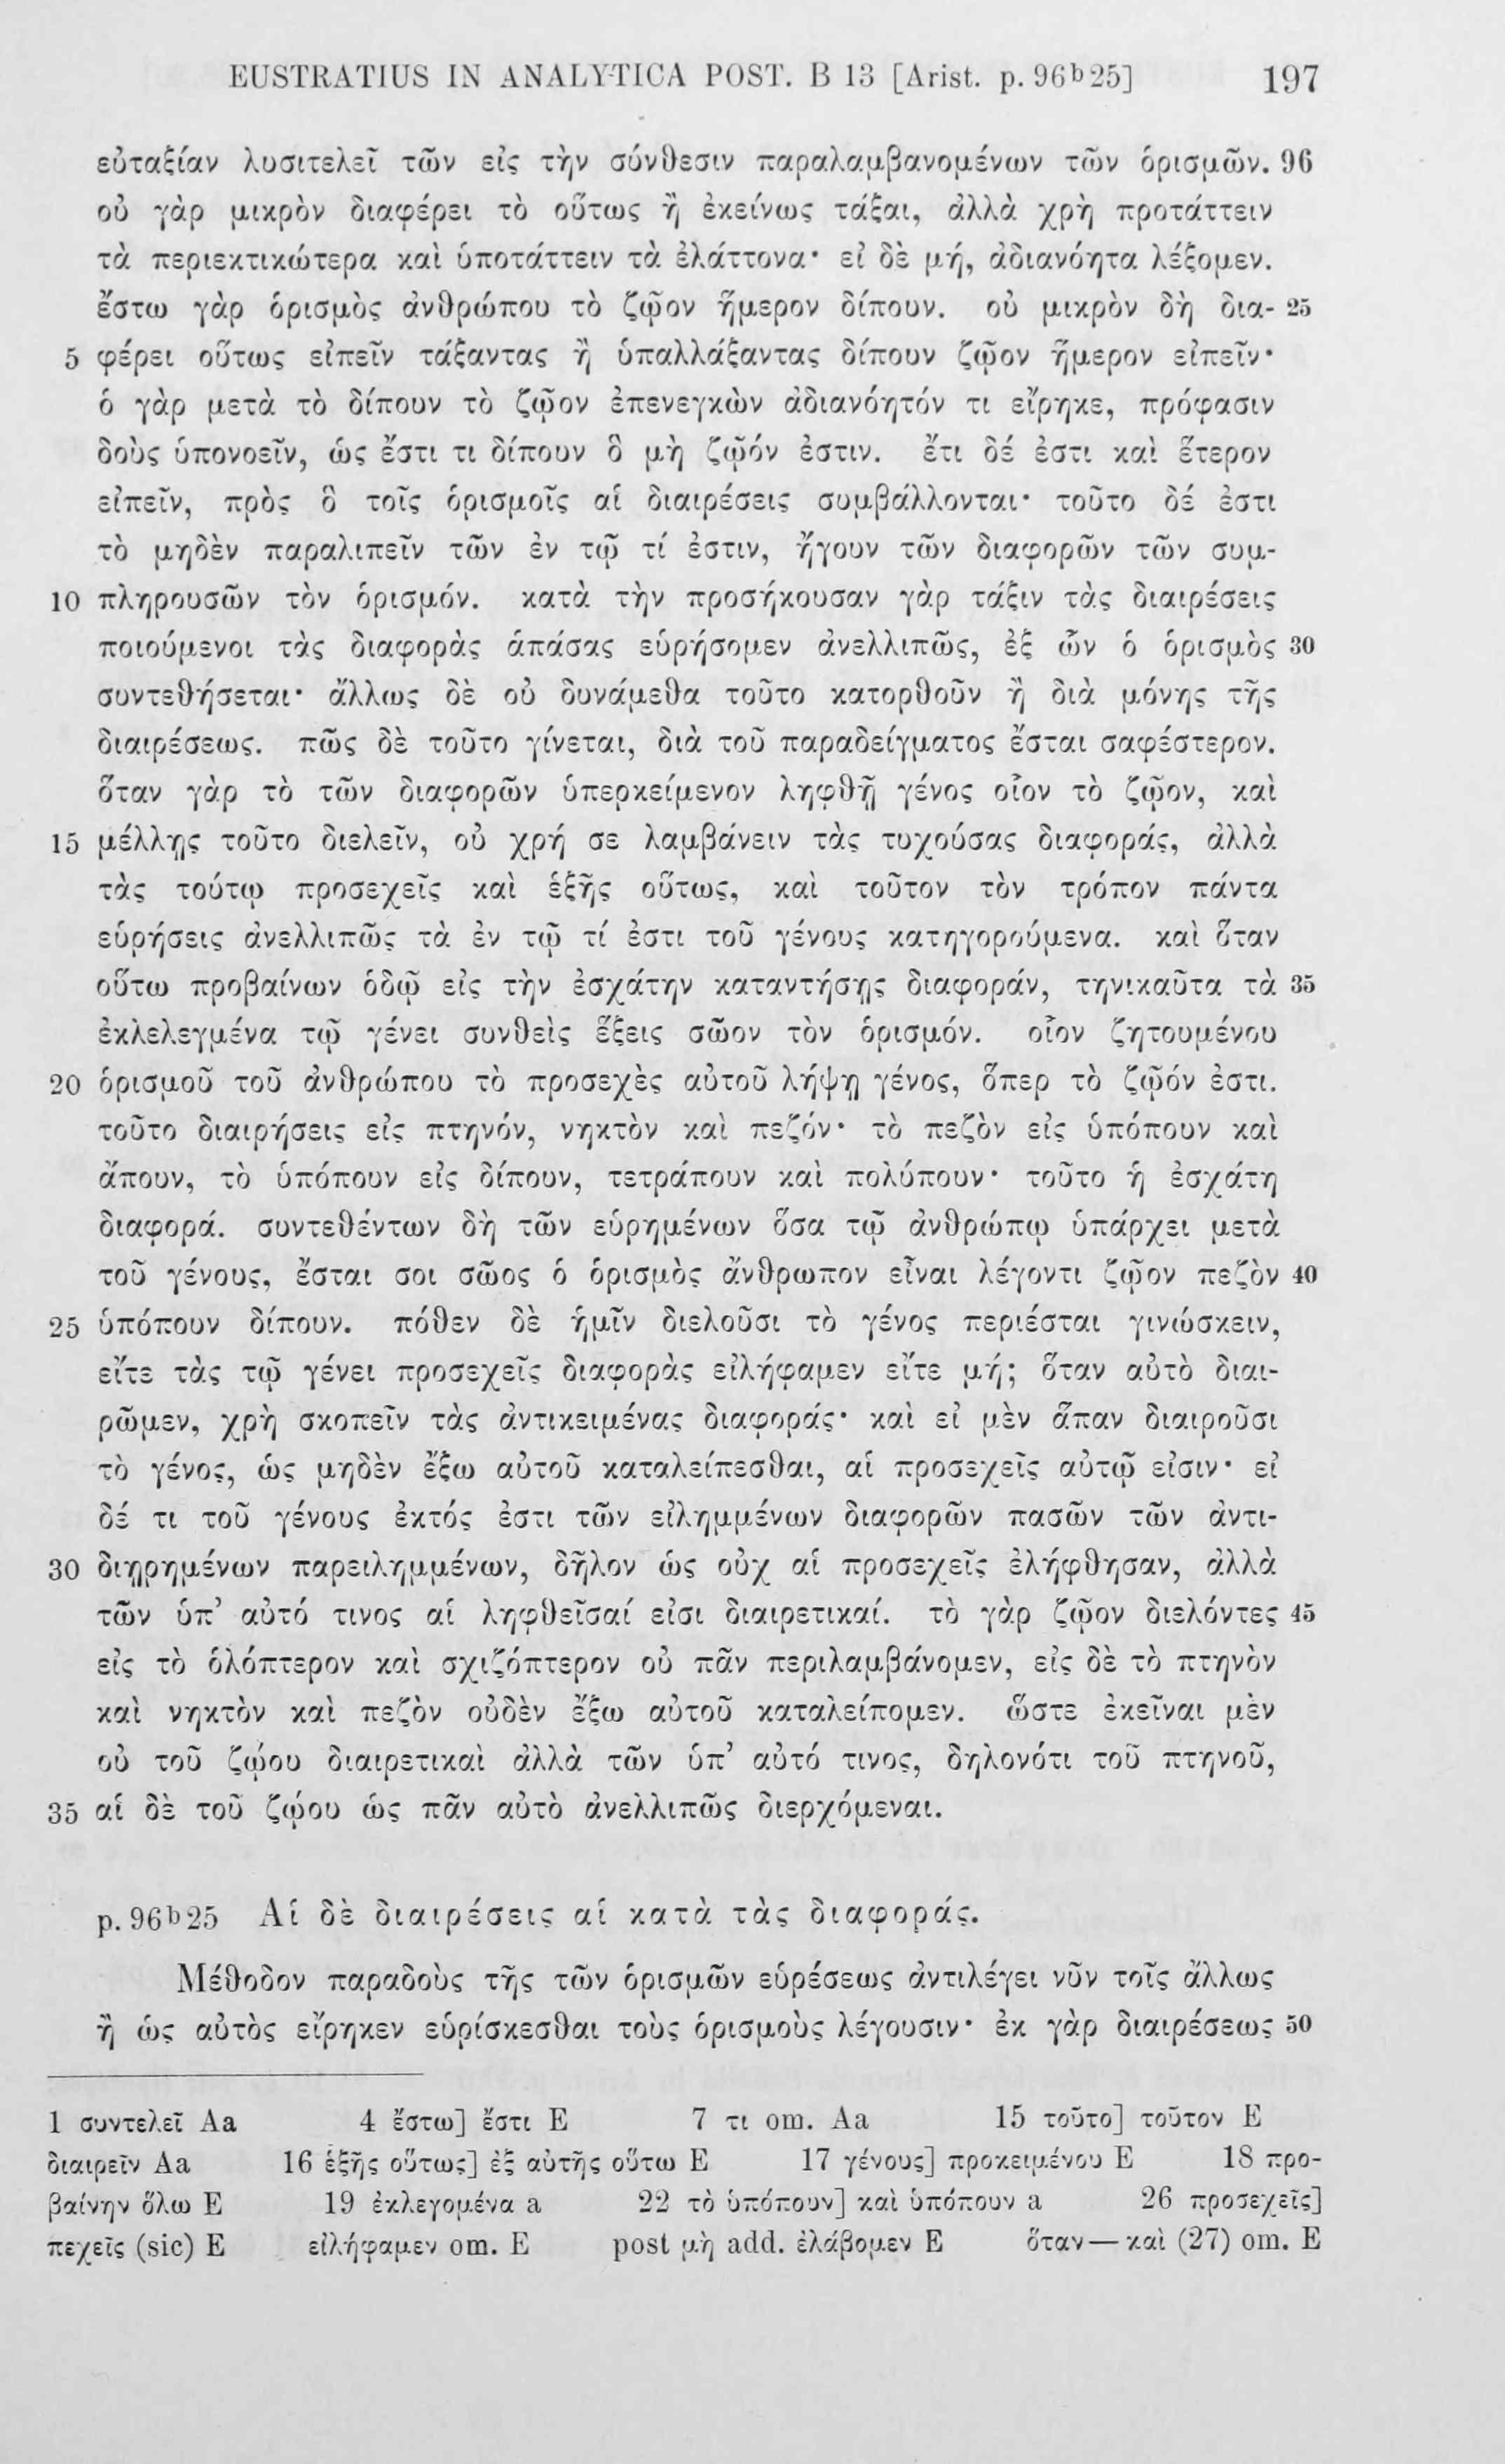 EUSTRATIUS IN ANALYTICA POST. B 13 [Arist. p. 96ᵇ25] 197
εὐταξίαν λυσιτελεῖ τῶν εἰς τὴν σύνθεσιν παραλαμβανομένων τῶν ὁρισμῶν. 96
οὐ γὰρ μικρὸν διαφέρει τὸ οὕτως ἢ ἐκείνως τάξαι, ἀλλὰ χρὴ προτάττειν
τὰ περιεκτικώτερα καὶ ὑποτάττειν τὰ ἐλάττονα· εἰ δὲ μή, ἀδιανόητα λέξομεν.
ἔστω γὰρ ὁρισμὸς ἀνθρώπου τὸ ζῷον ἥμερον δίπουν. οὐ μικρὸν δὴ δια- 25
5 φέρει οὕτως εἰπεῖν τάξαντας ἢ ὑπαλλάξαντας δίπουν ζῷον ἥμερον εἰπεῖν·
ὁ γὰρ μετὰ τὸ δίπουν τὸ ζῷον ἐπενεγκὼν ἀδιανόητόν τι εἴρηκε, πρόφασιν
δοὺς ὑπονοεῖν, ὡς ἔστι τι δίπουν ὃ μὴ ζῷόν ἐστιν. ἔτι δέ ἐστι καὶ ἕτερον
εἰπεῖν, πρὸς ὃ τοῖς ὁρισμοῖς αἱ διαιρέσεις συμβάλλονται· τοῦτο δέ ἐστι
τὸ μηδὲν παραλιπεῖν τῶν ἐν τῷ τί ἐστιν, ἤγουν τῶν διαφορῶν τῶν συμ-
10 πληρουσῶν τὸν ὁρισμόν. κατὰ τὴν προσήκουσαν γὰρ τάξιν τὰς διαιρέσεις
ποιούμενοι τὰς διαφορὰς ἁπάσας εὑρήσομεν ἀνελλιπῶς, ἐξ ὧν ὁ ὁρισμὸς 30
συντεθήσεται· ἄλλως δὲ οὐ δυνάμεθα τοῦτο κατορθοῦν ἢ διὰ μόνης τῆς
διαιρέσεως. πῶς δὲ τοῦτο γίνεται, διὰ τοῦ παραδείγματος ἔσται σαφέστερον.
ὅταν γὰρ τὸ τῶν διαφορῶν ὑπερκείμενον ληφθῇ γένος οἷον τὸ ζῷον, καὶ
15 μέλλῃς τοῦτο διελεῖν, οὐ χρή σε λαμβάνειν τὰς τυχούσας διαφοράς, ἀλλὰ
τὰς τούτῳ προσεχεῖς καὶ ἑξῆς οὕτως, καὶ τοῦτον τὸν τρόπον πάντα
εὑρήσεις ἀνελλιπῶς τὰ ἐν τῷ τί ἐστι τοῦ γένους κατηγορούμενα. καὶ ὅταν
οὕτω προβαίνων ὁδῷ εἰς τὴν ἐσχάτην καταντήσῃς διαφοράν, τηνικαῦτα τὰ 35
ἐκλελεγμένα τῷ γένει συνθεὶς ἕξεις σῶον τὸν ὁρισμόν. οἷον ζητουμένου
20 ὁρισμοῦ τοῦ ἀνθρώπου τὸ προσεχὲς αὐτοῦ λήψῃ γένος, ὅπερ τὸ ζῷόν ἐστι.
τοῦτο διαιρήσεις εἰς πτηνόν, νηκτὸν καὶ πεζόν· τὸ πεζὸν εἰς ὑπόπουν καὶ
ἄπουν, τὸ ὑπόπουν εἰς δίπουν, τετράπουν καὶ πολύπουν· τοῦτο ἡ ἐσχάτη
διαφορά. συντεθέντων δὴ τῶν εὑρημένων ὅσα τῷ ἀνθρώπῳ ὑπάρχει μετὰ
τοῦ γένους, ἔσται σοι σῶος ὁ ὁρισμὸς ἄνθρωπον εἶναι λέγοντι ζῷον πεζὸν 40
25 ὑπόπουν δίπουν. πόθεν δὲ ἡμῖν διελοῦσι τὸ γένος περιέσται γινώσκειν,
εἴτε τὰς τῷ γένει προσεχεῖς διαφορὰς εἰλήφαμεν εἴτε μή; ὅταν αὐτὸ διαι-
ρῶμεν, χρὴ σκοπεῖν τὰς ἀντικειμένας διαφοράς· καὶ εἰ μὲν ἅπαν διαιροῦσι
τὸ γένος, ὡς μηδὲν ἔξω αὐτοῦ καταλείπεσθαι, αἱ προσεχεῖς αὐτῷ εἰσιν· εἰ
δέ τι τοῦ γένους ἐκτός ἐστι τῶν εἰλημμένων διαφορῶν πασῶν τῶν ἀντι-
30 διῃρημένων παρειλημμένων, δῆλον ὡς οὐχ αἱ προσεχεῖς ἐλήφθησαν, ἀλλὰ
τῶν ὑπ’ αὐτό τινος αἱ ληφθεῖσαί εἰσι διαιρετικαί. τὸ γὰρ ζῷον διελόντες 45
εἰς τὸ ὁλόπτερον καὶ σχιζόπτερον οὐ πᾶν περιλαμβάνομεν, εἰς δὲ τὸ πτηνὸν
καὶ νηκτὸν καὶ πεζὸν οὐδὲν ἔξω αὐτοῦ καταλείπομεν. ὥστε ἐκεῖναι μὲν
οὐ τοῦ ζῴου διαιρετικαὶ ἀλλὰ τῶν ὑπ’ αὐτό τινος, δηλονότι τοῦ πτηνοῦ,
35 αἱ δὲ τοῦ ζῴου ὡς πᾶν αὐτὸ ἀνελλιπῶς διερχόμεναι.
p. 96ᵇ25 Αἱ δὲ διαιρέσεις αἱ κατὰ τὰς διαφοράς.
Μέθοδον παραδοὺς τῆς τῶν ὁρισμῶν εὑρέσεως ἀντιλέγει νῦν τοῖς ἄλλως
ἢ ὡς αὐτὸς εἴρηκεν εὑρίσκεσθαι τοὺς ὁρισμοὺς λέγουσιν· ἐκ γὰρ διαιρέσεως 50
1 συντελεῖ Aa 4 ἔστω] ἔστι E 7 τι om. Aa 15 τοῦτο] τοῦτον E
διαιρεῖν Aa 16 ἑξῆς οὕτως] ἐξ αὐτῆς οὕτω E 17 γένους] προκειμένου E 18 προ-
βαίνην ὅλω E 19 ἐκλεγομένα a 22 τὸ ὑπόπουν] καὶ ὑπόπουν a 26 προσεχεῖς]
πεχεῖς (sic) E εἰλήφαμεν om. E post μὴ add. ἐλάβομεν E ὅταν — καὶ (27) om. E